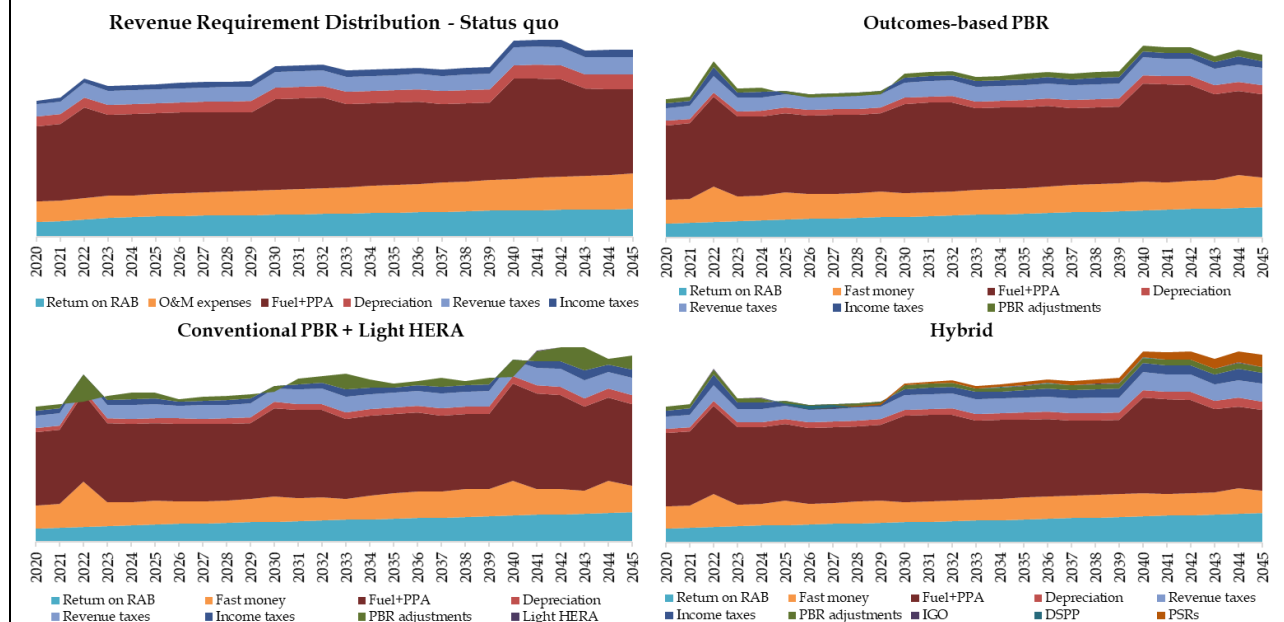 Revenue Requirement Distribution - Status quo
2020 2021 2022 2023 2024 2025 2026 2027 2028 2029 2030 2031 2032 2033 2034 2035 2036 2037 2038 2039 2040 2041 2042 2043 2044 2045
Return on RAB O&M expenses Fuel+PPA Depreciation Revenue taxes Income taxes
Outcomes-based PBR
2020 2021 2022 2023 2024 2025 2026 2027 2028 2029 2030 2031 2032 2033 2034 2035 2036 2037 2038 2039 2040 2041 2042 2043 2044 2045
Return on RAB Fast money Fuel+PPA Depreciation
Revenue taxes Income taxes PBR adjustments
Conventional PBR + Light HERA
2020 2021 2022 2023 2024 2025 2026 2027 2028 2029 2030 2031 2032 2033 2034 2035 2036 2037 2038 2039 2040 2041 2042 2043 2044 2045
Return on RAB Fast money Fuel+PPA Depreciation
Revenue taxes Income taxes PBR adjustments Light HERA
Hybrid
2020 2021 2022 2023 2024 2025 2026 2027 2028 2029 2030 2031 2032 2033 2034 2035 2036 2037 2038 2039 2040 2041 2042 2043 2044 2045
Return on RAB Fast money Fuel+PPA Depreciation Revenue taxes
Income taxes PBR adjustments IGO DSPP PSRs